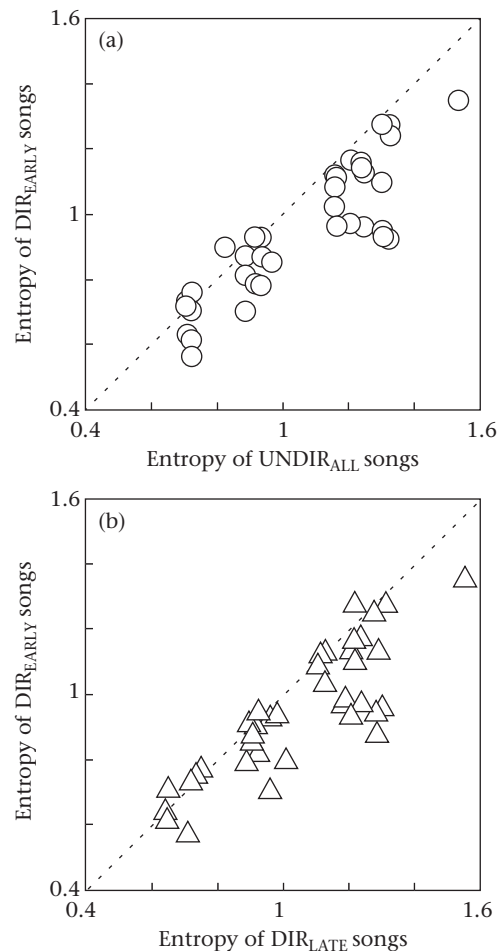 1.6
(a)
Entropy of DIR_EARLY songs
1
0.4
0.4
1
1.6
Entropy of UNDIR_ALL songs
1.6
(b)
Entropy of DIR_EARLY songs
1
0.4
0.4
1
1.6
Entropy of DIR_LATE songs